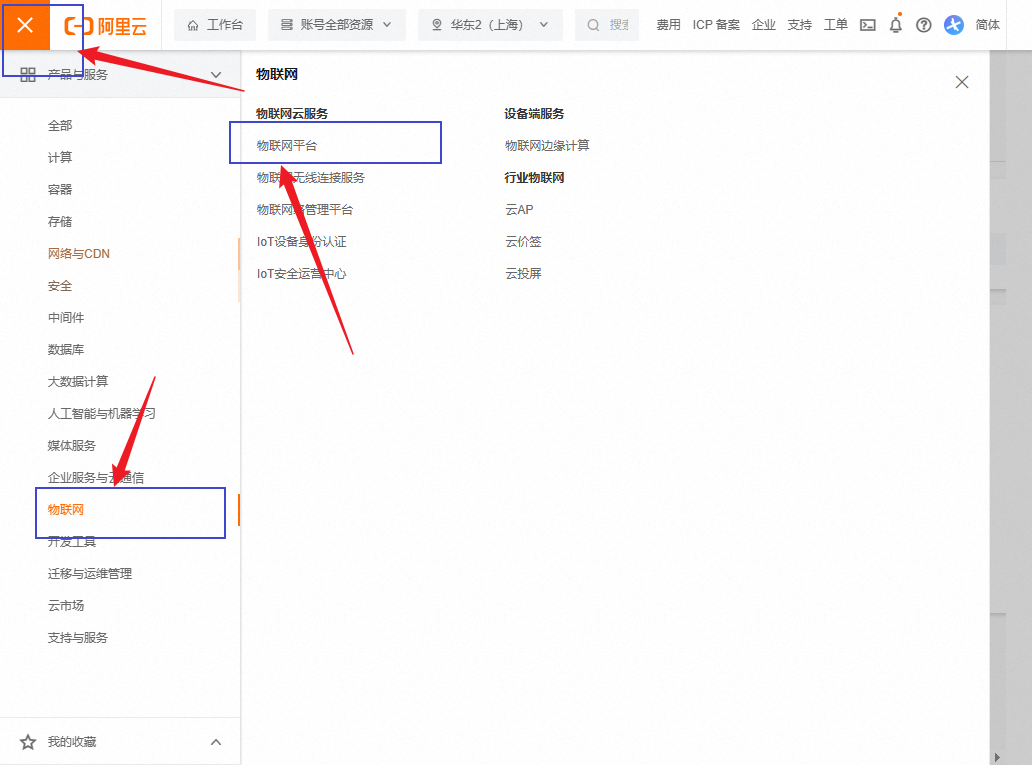 阿里云 工作台 账号全部资源 华东2（上海） 搜索 费用 ICP 备案 企业 支持 工单 简体
产品与服务
全部
计算
容器
存储
网络与CDN
安全
中间件
数据库
大数据计算
人工智能与机器学习
媒体服务
企业服务与云通信
物联网
开发工具
迁移与运维管理
云市场
支持与服务
我的收藏
物联网
物联网云服务
物联网平台
物联网无线连接服务
物联网络管理平台
IoT设备身份认证
IoT安全运营中心
设备端服务
物联网边缘计算
行业物联网
云AP
云价签
云投屏